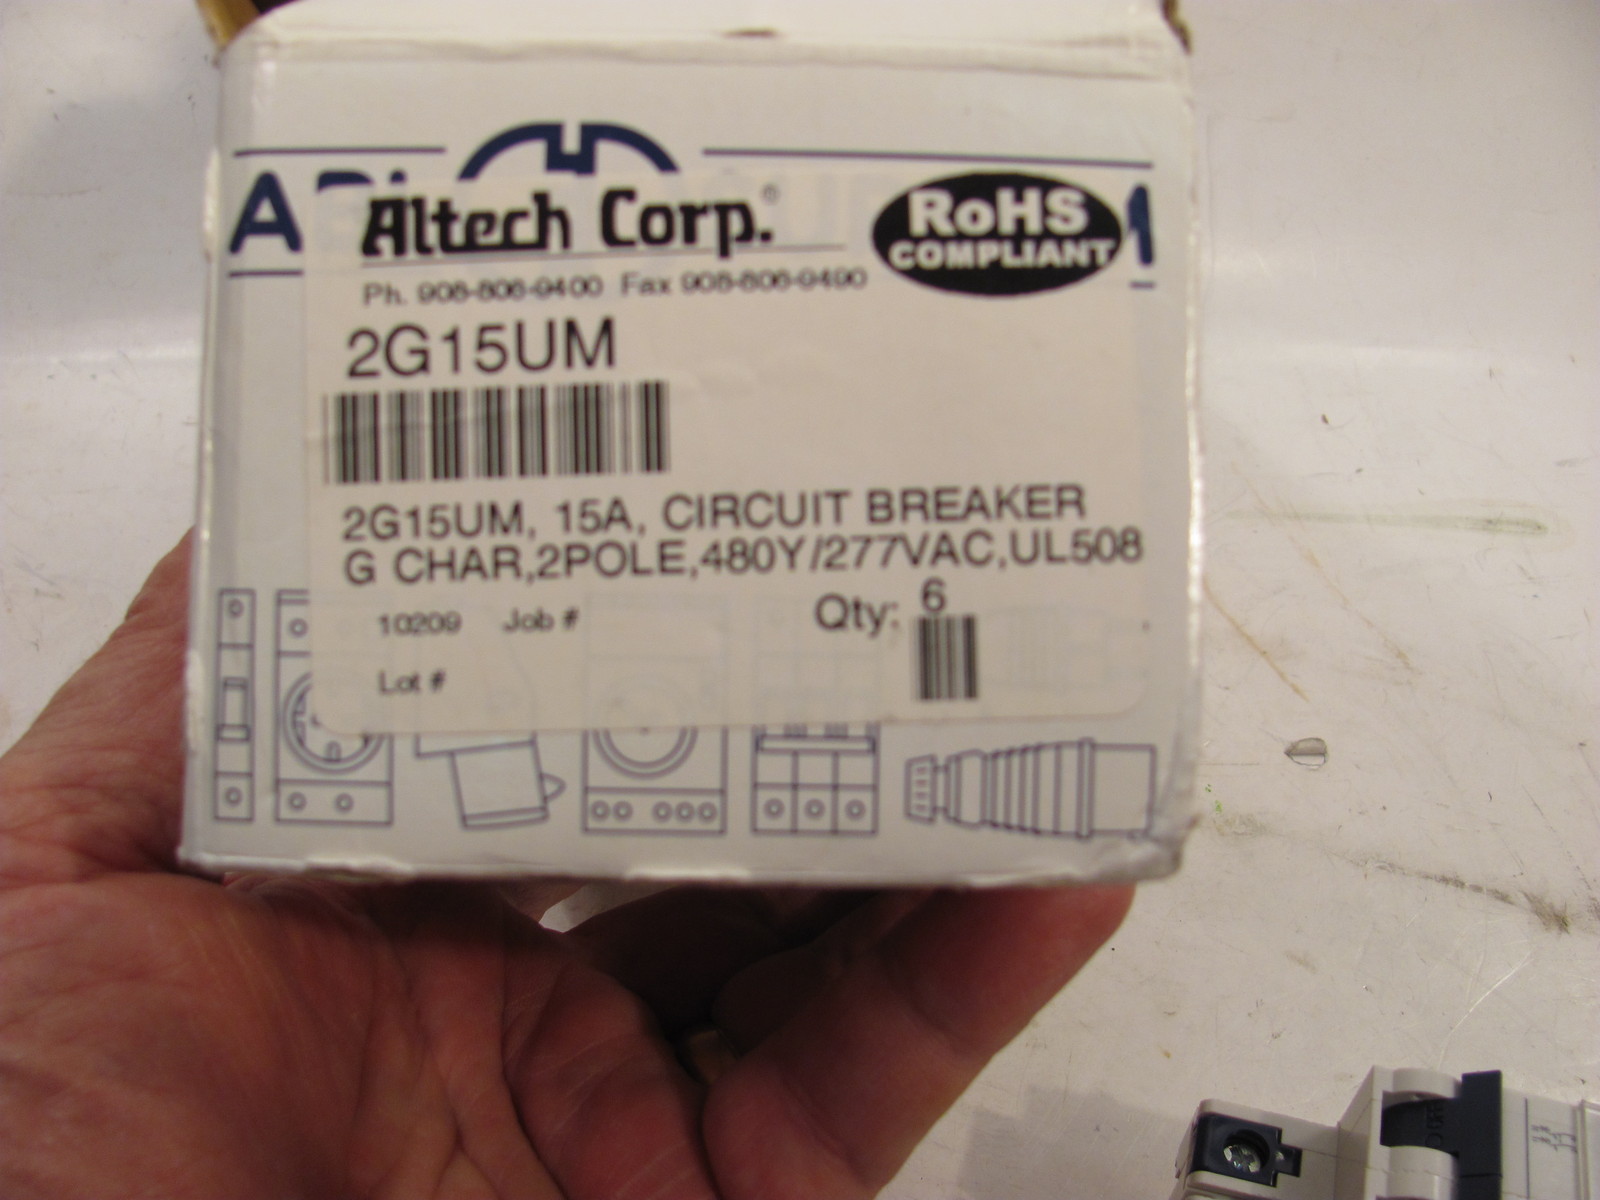 Altech Corp.®
RoHS
COMPLIANT
Ph. 908-806-9400 Fax 908-806-9490
2G15UM
2G15UM, 15A, CIRCUIT BREAKER
G CHAR,2POLE,480Y/277VAC,UL508
10209 Job #
Qty: 6
Lot #